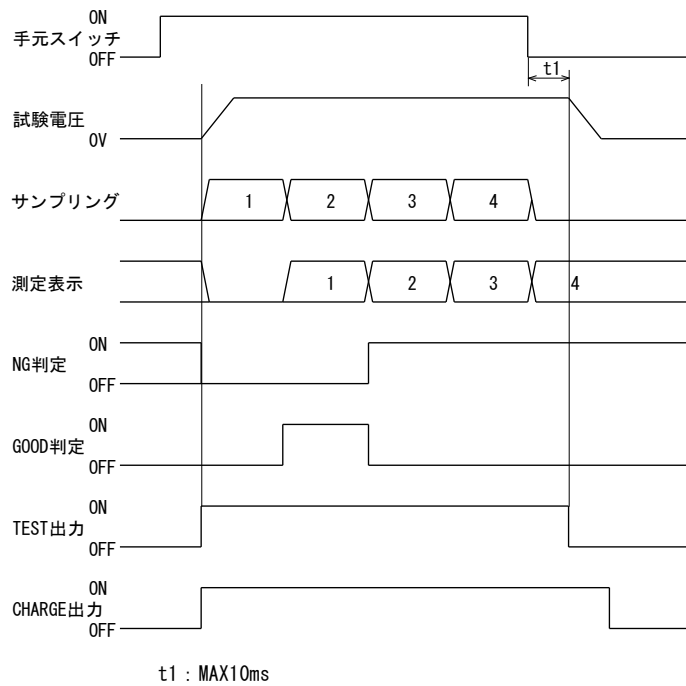 ON
手元スイッチ
OFF
t1
試験電圧
0V
サンプリング
1 2 3 4
測定表示
1 2 3 4
ON
NG判定
OFF
ON
GOOD判定
OFF
ON
TEST出力
OFF
ON
CHARGE出力
OFF
t1：MAX10ms